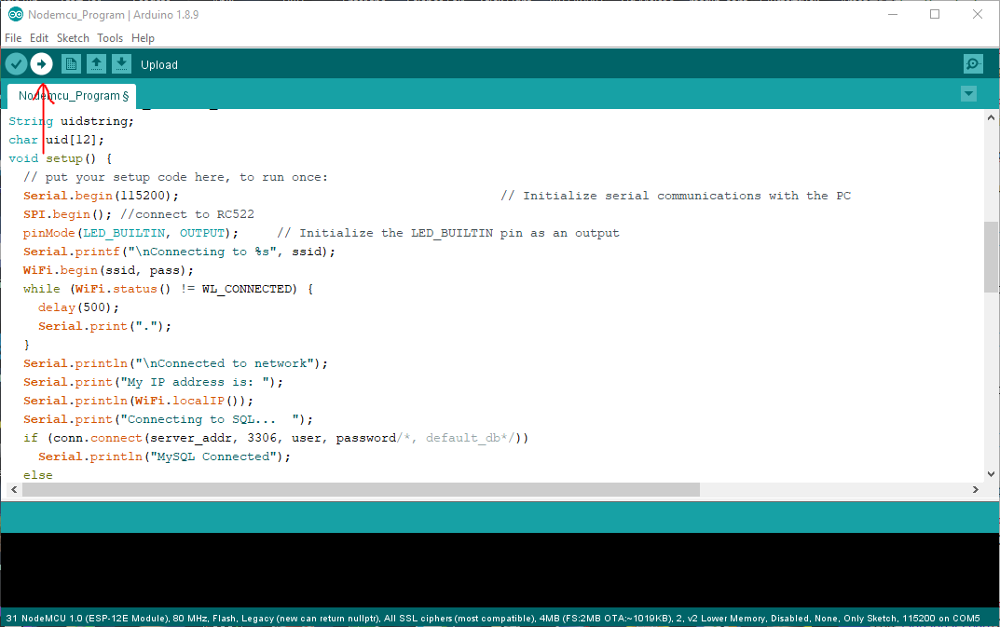 Nodemcu_Program | Arduino 1.8.9
File Edit Sketch Tools Help
Upload
Nodemcu_Program §
String uidstring;
char uid[12];
void setup() {
// put your setup code here, to run once:
Serial.begin(115200); // Initialize serial communications with the PC
SPI.begin(); //connect to RC522
pinMode(LED_BUILTIN, OUTPUT); // Initialize the LED_BUILTIN pin as an output
Serial.printf("\nConnecting to %s", ssid);
WiFi.begin(ssid, pass);
while (WiFi.status() != WL_CONNECTED) {
delay(500);
Serial.print(".");
}
Serial.println("\nConnected to network");
Serial.print("My IP address is: ");
Serial.println(WiFi.localIP());
Serial.print("Connecting to SQL...  ");
if (conn.connect(server_addr, 3306, user, password/*, default_db*/))
Serial.println("MySQL Connected");
else
31 NodeMCU 1.0 (ESP-12E Module), 80 MHz, Flash, Legacy (new can return nullptr), All SSL ciphers (most compatible), 4MB (FS:2MB OTA:~1019KB), 2, v2 Lower Memory, Disabled, None, Only Sketch, 115200 on COM5